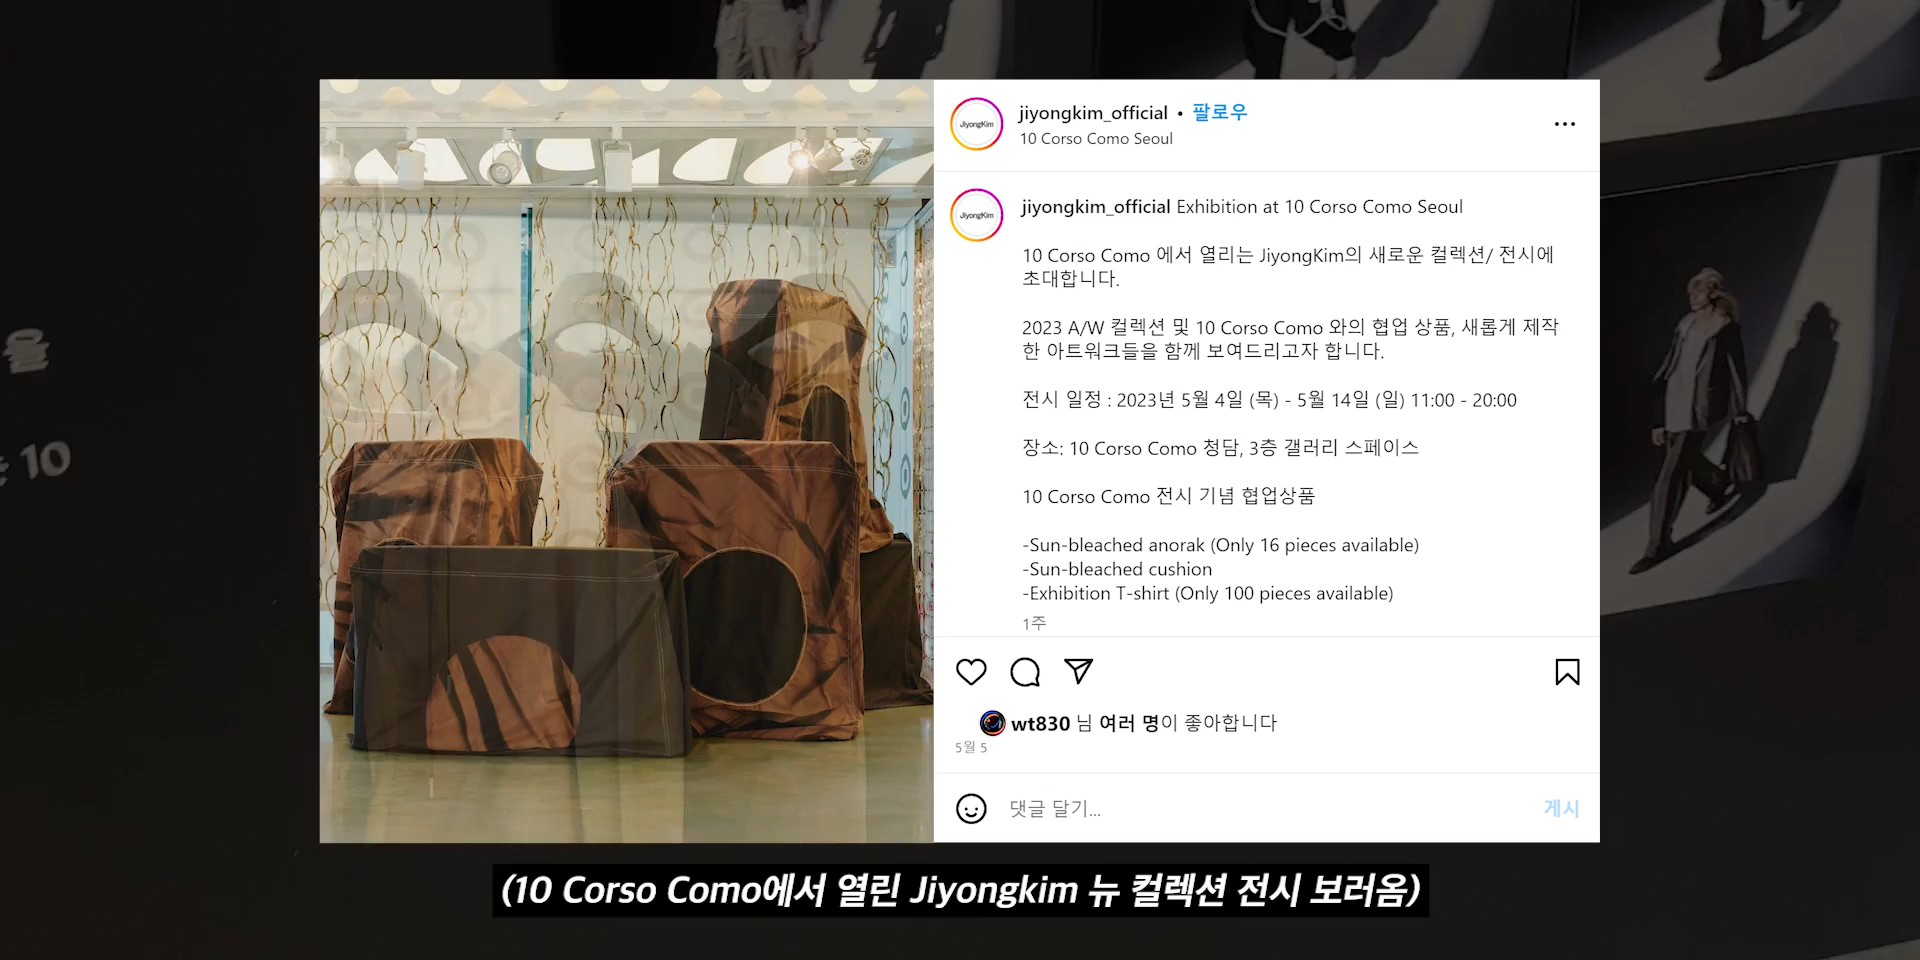 을
는 10
JiyongKim
jiyongkim_official • 팔로우
10 Corso Como Seoul
JiyongKim
jiyongkim_official Exhibition at 10 Corso Como Seoul
10 Corso Como 에서 열리는 JiyongKim의 새로운 컬렉션/ 전시에
초대합니다.
2023 A/W 컬렉션 및 10 Corso Como 와의 협업 상품, 새롭게 제작
한 아트워크들을 함께 보여드리고자 합니다.
전시 일정 : 2023년 5월 4일 (목) - 5월 14일 (일) 11:00 - 20:00
장소: 10 Corso Como 청담, 3층 갤러리 스페이스
10 Corso Como 전시 기념 협업상품
-Sun-bleached anorak (Only 16 pieces available)
-Sun-bleached cushion
-Exhibition T-shirt (Only 100 pieces available)
1주
wt830 님 여러 명이 좋아합니다
5월 5
댓글 달기...
게시
(10 Corso Como에서 열린 Jiyongkim 뉴 컬렉션 전시 보러옴)